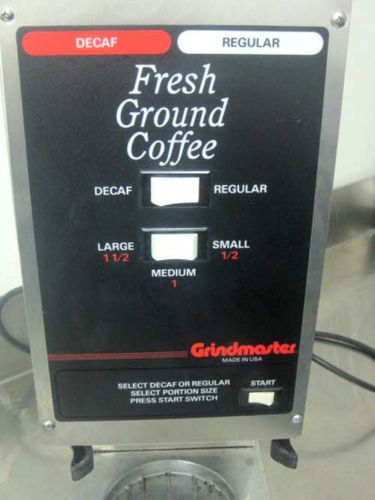 DECAF REGULAR
Fresh
Ground
Coffee
DECAF REGULAR
LARGE SMALL
1 1/2 1/2
MEDIUM
1
Grindmaster
MADE IN USA
SELECT DECAF OR REGULAR
SELECT PORTION SIZE
PRESS START SWITCH
START